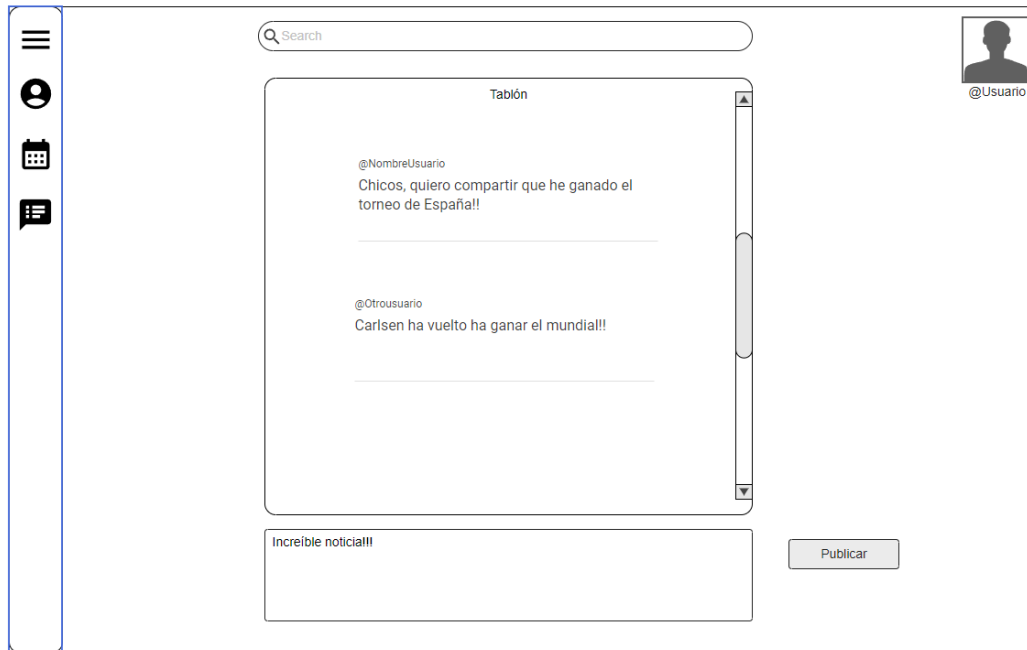 Search
@Usuario
Tablón
@NombreUsuario
Chicos, quiero compartir que he ganado el
torneo de España!!
@Otrousuario
Carlsen ha vuelto ha ganar el mundial!!
Increíble noticia!!!
Publicar